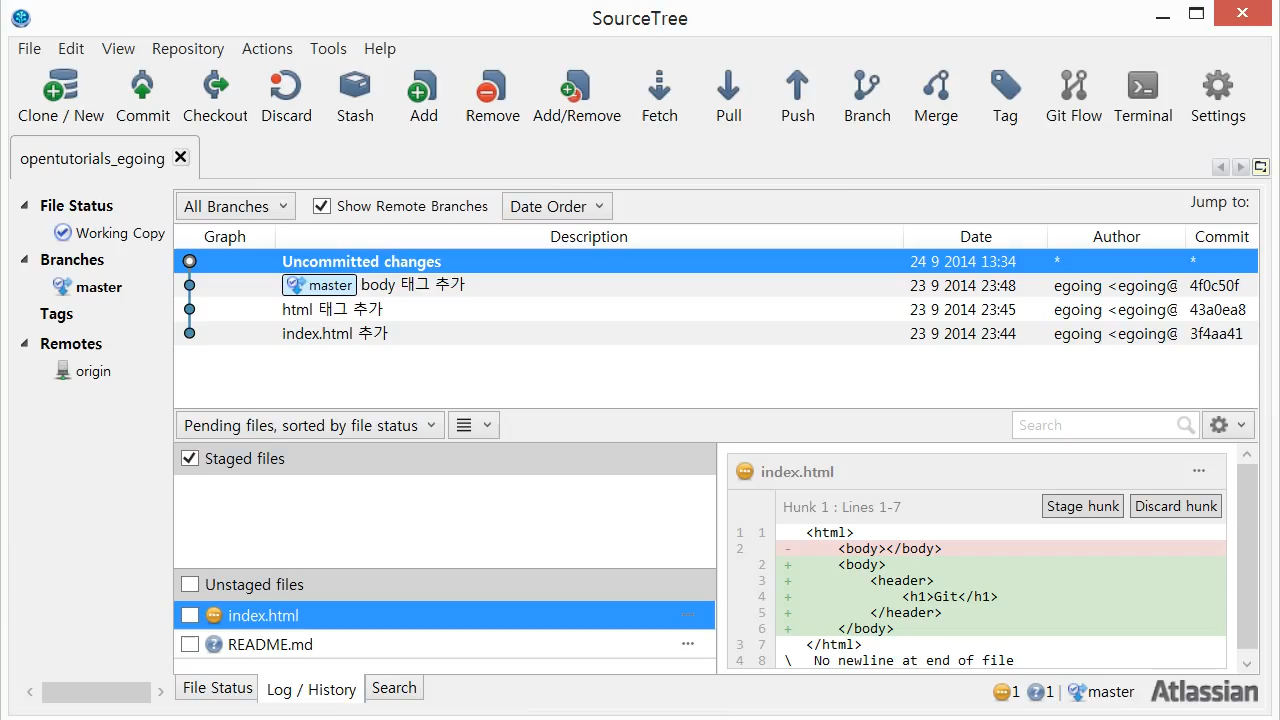 SourceTree
File Edit View Repository Actions Tools Help
Clone / New Commit Checkout Discard Stash Add Remove Add/Remove Fetch Pull Push Branch Merge Tag Git Flow Terminal Settings
opentutorials_egoing
File Status
Working Copy
Branches
master
Tags
Remotes
origin
All Branches Show Remote Branches Date Order Jump to:
Graph Description Date Author Commit
Uncommitted changes 24 9 2014 13:34 * *
master body 태그 추가 23 9 2014 23:48 egoing <egoing@ 4f0c50f
html 태그 추가 23 9 2014 23:45 egoing <egoing@ 43a0ea8
index.html 추가 23 9 2014 23:44 egoing <egoing@ 3f4aa41
Pending files, sorted by file status Search
Staged files
Unstaged files
index.html ...
README.md ...
index.html ...
Hunk 1 : Lines 1-7 Stage hunk Discard hunk
1 1 <html>
2 - <body></body>
2 + <body>
3 + <header>
4 + <h1>Git</h1>
5 + </header>
6 + </body>
3 7 </html>
4 8 \ No newline at end of file
File Status Log / History Search
1 ? 1 | master Atlassian